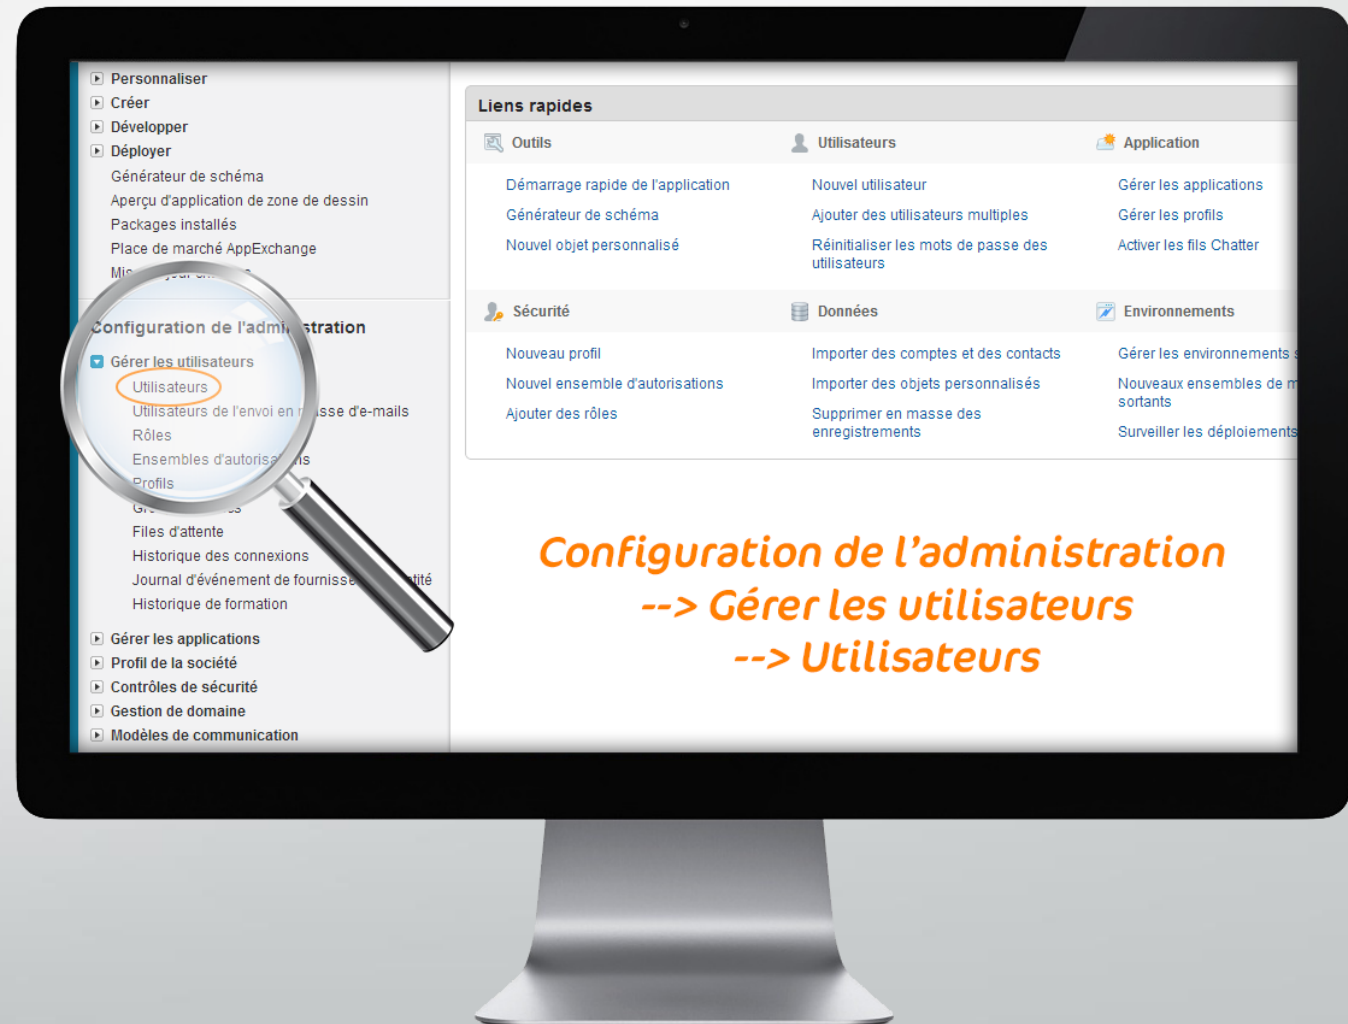 Personnaliser
Créer
Développer
Déployer
Générateur de schéma
Aperçu d'application de zone de dessin
Packages installés
Place de marché AppExchange
Configuration de l'administration
Gérer les utilisateurs
Utilisateurs
Utilisateurs de l'envoi en masse d'e-mails
Rôles
Ensembles d'autorisations
Profils
Files d'attente
Historique des connexions
Journal d'événement de
Historique de formation
Gérer les applications
Profil de la société
Contrôles de sécurité
Gestion de domaine
Modèles de communication
Liens rapides
Outils
Démarrage rapide de l'application
Générateur de schéma
Nouvel objet personnalisé
Utilisateurs
Nouvel utilisateur
Ajouter des utilisateurs multiples
Réinitialiser les mots de passe des
utilisateurs
Application
Gérer les applications
Gérer les profils
Activer les fils Chatter
Sécurité
Nouveau profil
Nouvel ensemble d'autorisations
Ajouter des rôles
Données
Importer des comptes et des contacts
Importer des objets personnalisés
Supprimer en masse des
enregistrements
Environnements
Gérer les environnements
Nouveaux ensembles de
sortants
Surveiller les déploiements
Configuration de l'administration
--> Gérer les utilisateurs
--> Utilisateurs